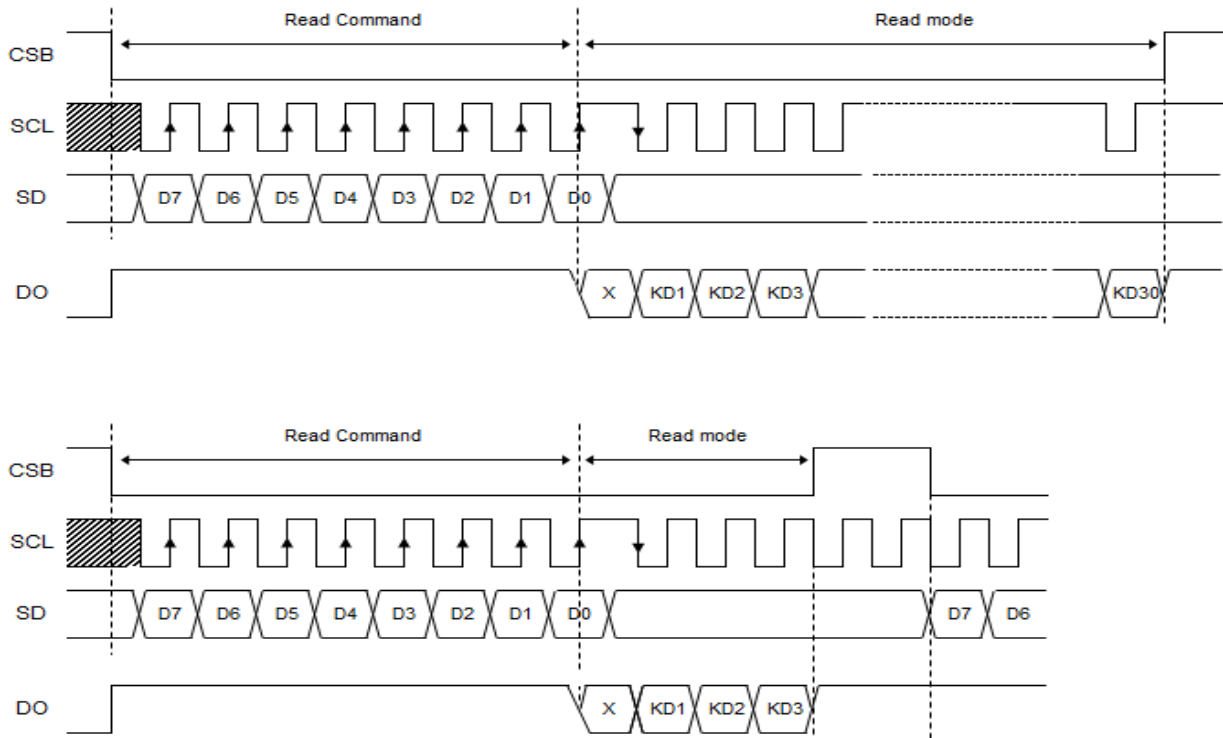 Read Command Read mode
CSB
SCL
SD D7 D6 D5 D4 D3 D2 D1 D0
DO X KD1 KD2 KD3 KD30
Read Command Read mode
CSB
SCL
SD D7 D6 D5 D4 D3 D2 D1 D0 D7 D6
DO X KD1 KD2 KD3